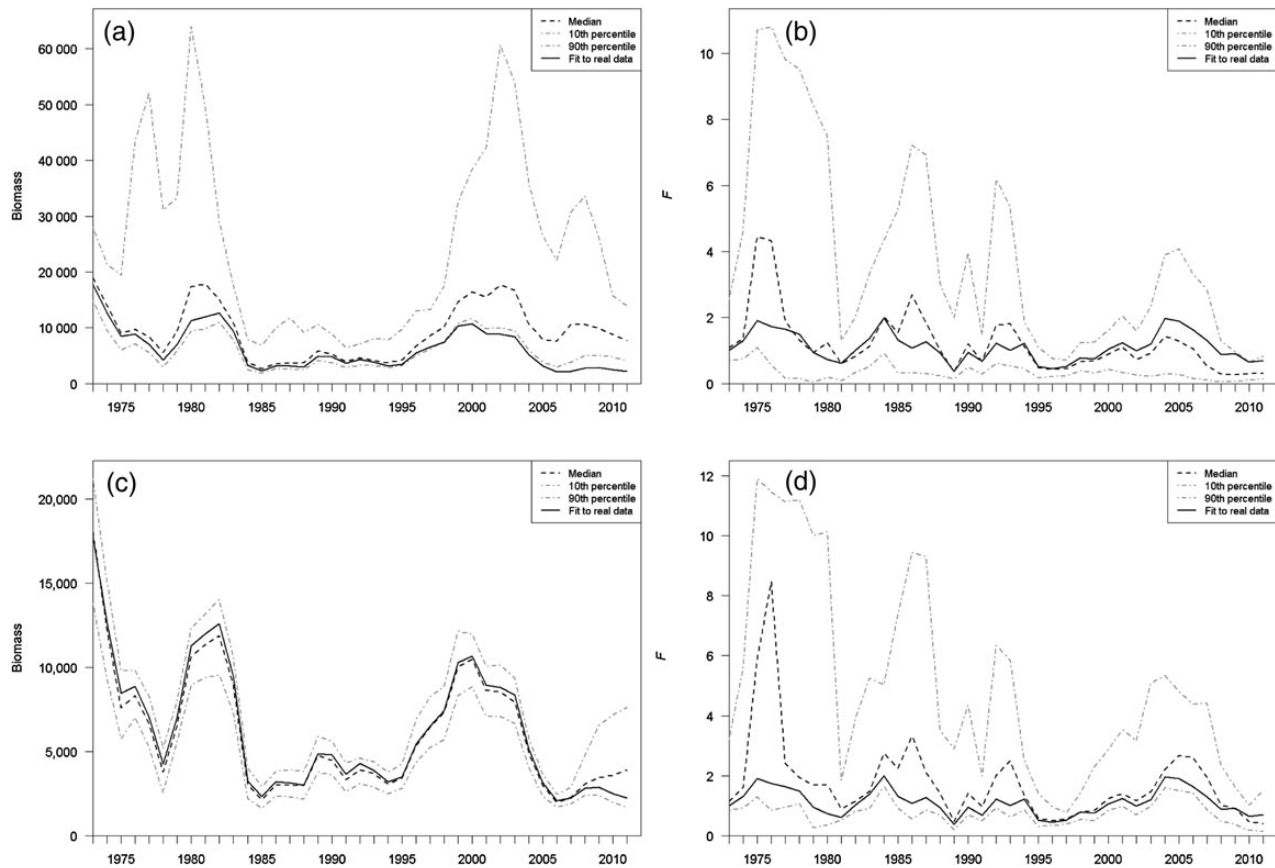 (a)
Median
10th percentile
90th percentile
Fit to real data
60 000
50 000
40 000
30 000
20 000
10 000
0
Biomass
1975 1980 1985 1990 1995 2000 2005 2010
(b)
Median
10th percentile
90th percentile
Fit to real data
10
8
6
4
2
0
F
1975 1980 1985 1990 1995 2000 2005 2010
(c)
Median
10th percentile
90th percentile
Fit to real data
20,000
15,000
10,000
5,000
0
Biomass
1975 1980 1985 1990 1995 2000 2005 2010
(d)
Median
10th percentile
90th percentile
Fit to real data
12
10
8
6
4
2
0
F
1975 1980 1985 1990 1995 2000 2005 2010